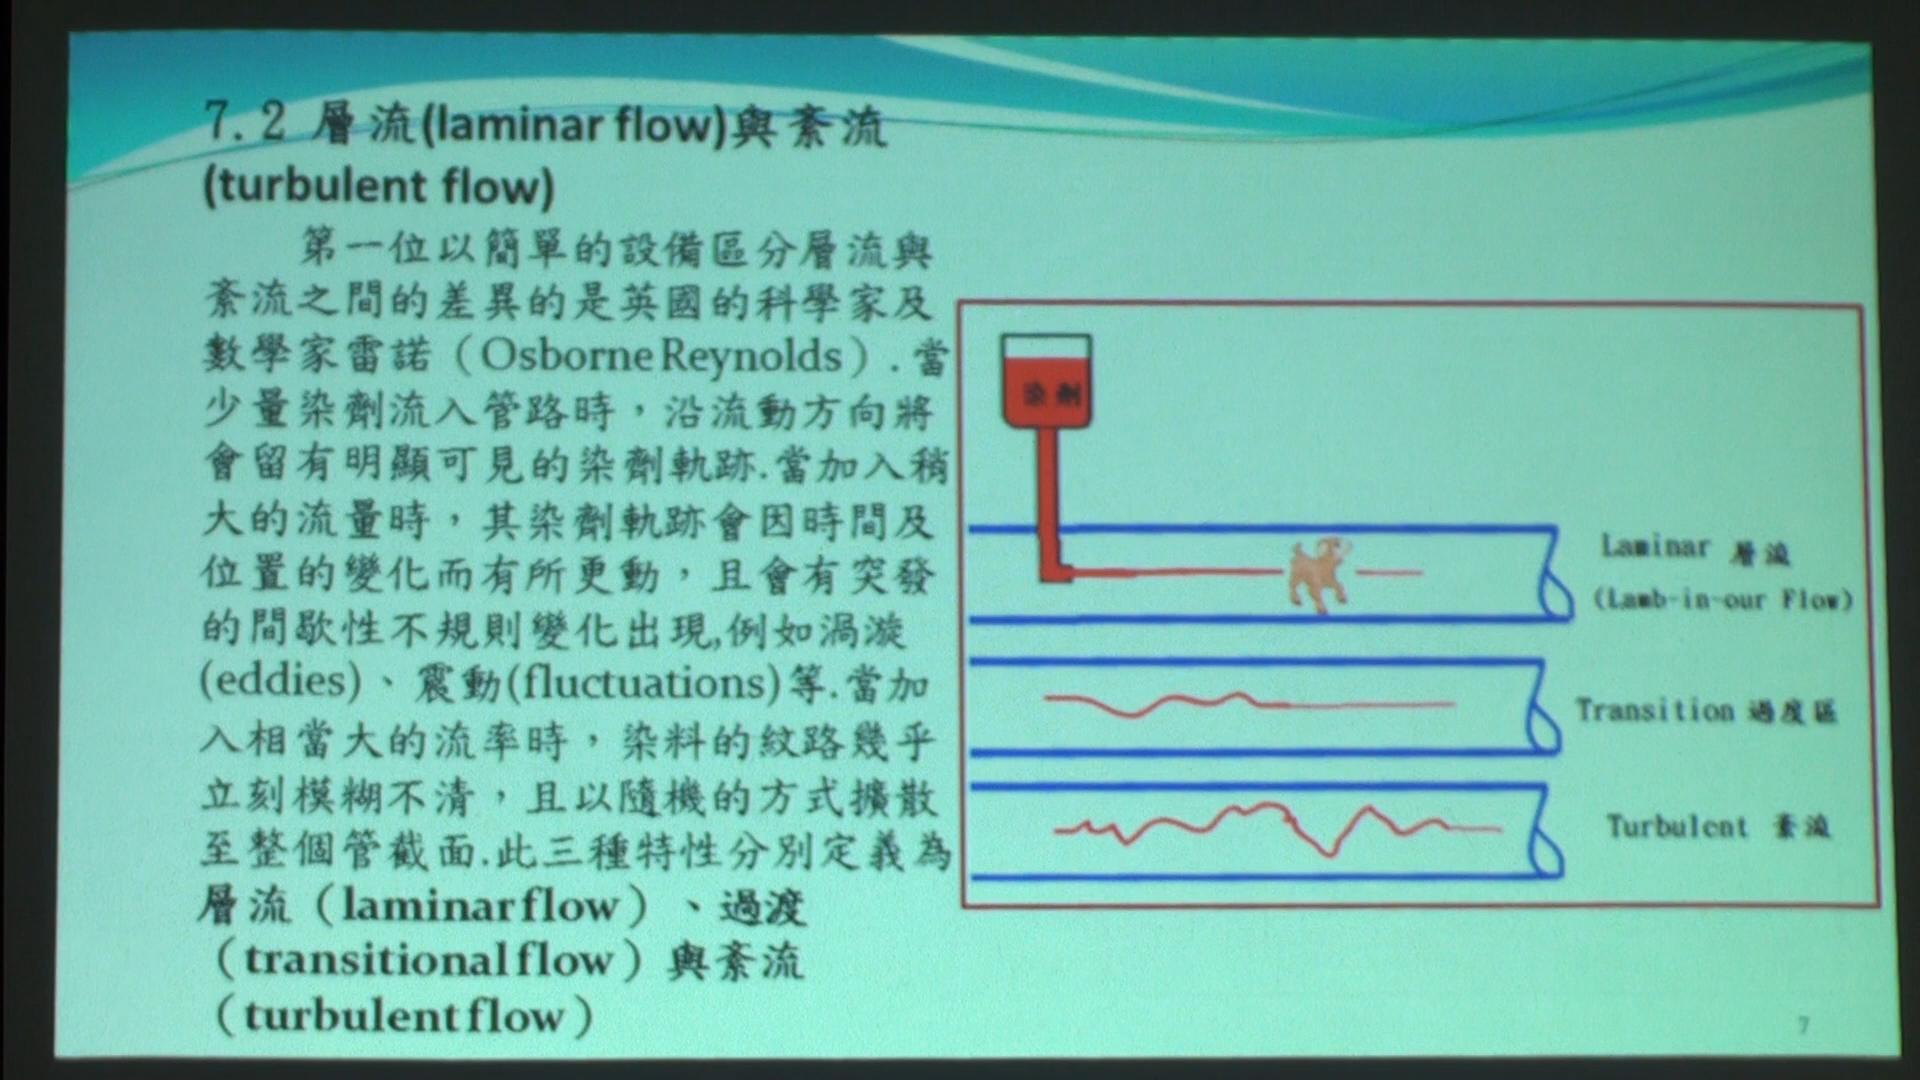 7.2 層流(laminar flow)與紊流
(turbulent flow)
第一位以簡單的設備區分層流與
紊流之間的差異的是英國的科學家及
數學家雷諾（Osborne Reynolds）.當
少量染劑流入管路時，沿流動方向將
會留有明顯可見的染劑軌跡.當加入稍
大的流量時，其染劑軌跡會因時間及
位置的變化而有所更動，且會有突發
的間歇性不規則變化出現,例如渦漩
(eddies)、震動(fluctuations)等.當加
入相當大的流率時，染料的紋路幾乎
立刻模糊不清，且以隨機的方式擴散
至整個管截面.此三種特性分別定義為
層流（laminar flow）、過渡
（transitional flow）與紊流
（turbulent flow）
染劑
Laminar 層流
(Lamb-in-our Flow)
Transition 過度區
Turbulent 紊流
7